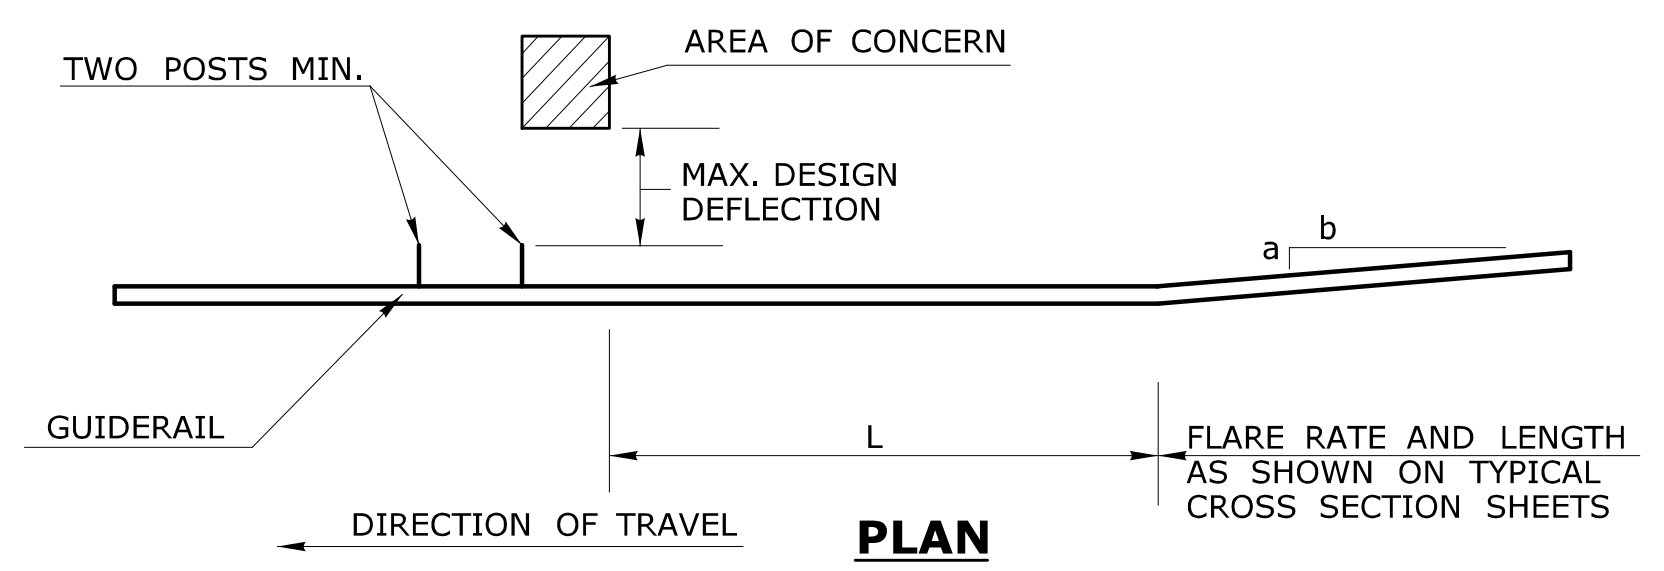 AREA OF CONCERN
TWO POSTS MIN.
MAX. DESIGN
DEFLECTION
a b
GUIDERAIL
L
FLARE RATE AND LENGTH
AS SHOWN ON TYPICAL
CROSS SECTION SHEETS
DIRECTION OF TRAVEL
PLAN